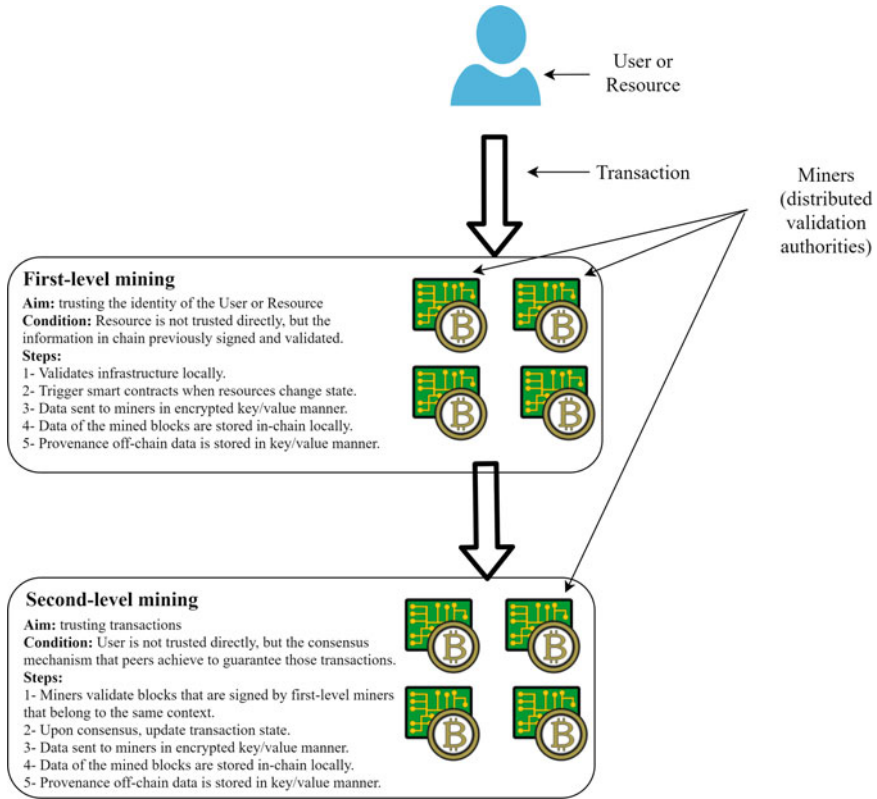 User or
Resource
Transaction
Miners
(distributed
validation
authorities)
First-level mining
Aim: trusting the identity of the User or Resource
Condition: Resource is not trusted directly, but the
information in chain previously signed and validated.
Steps:
1- Validates infrastructure locally.
2- Trigger smart contracts when resources change state.
3- Data sent to miners in encrypted key/value manner.
4- Data of the mined blocks are stored in-chain locally.
5- Provenance off-chain data is stored in key/value manner.
Second-level mining
Aim: trusting transactions
Condition: User is not trusted directly, but the consensus
mechanism that peers achieve to guarantee those transactions.
Steps:
1- Miners validate blocks that are signed by first-level miners
that belong to the same context.
2- Upon consensus, update transaction state.
3- Data sent to miners in encrypted key/value manner.
4- Data of the mined blocks are stored in-chain locally.
5- Provenance off-chain data is stored in key/value manner.